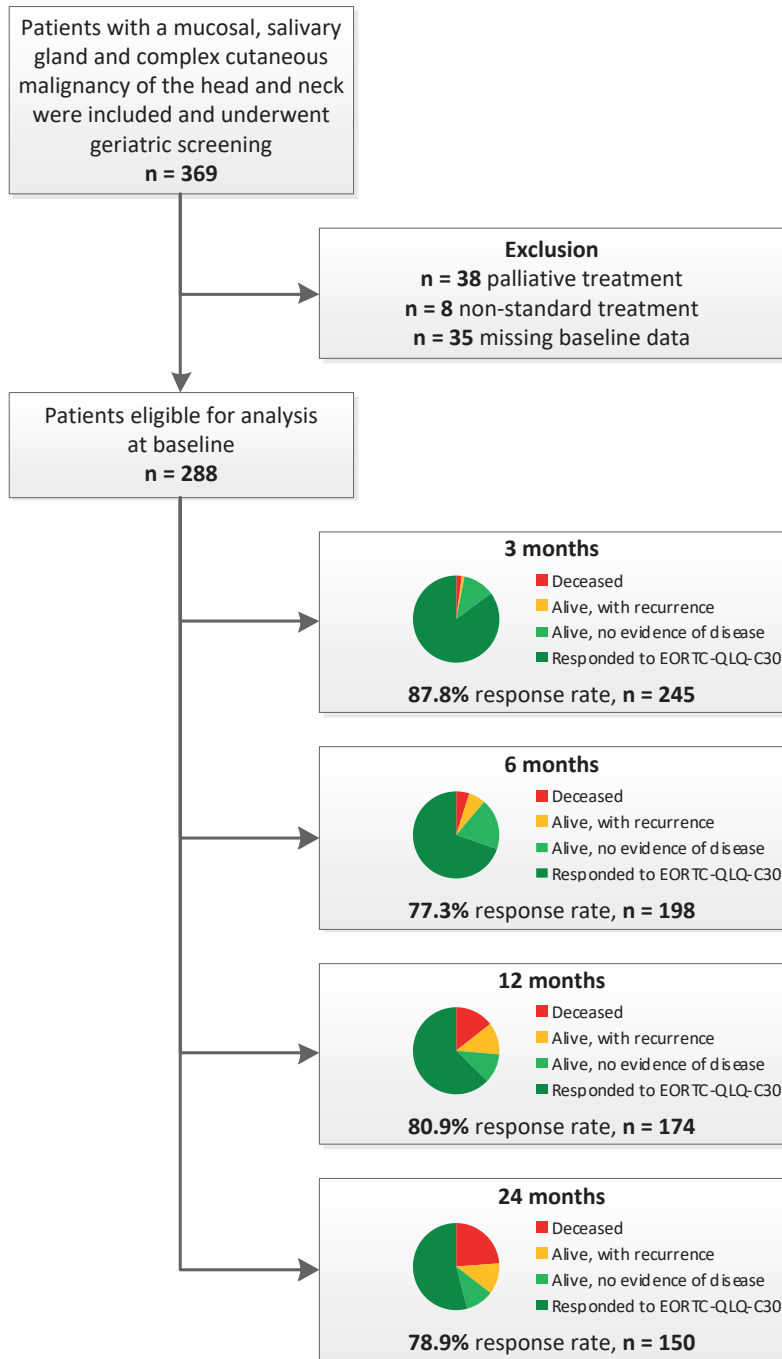 Patients with a mucosal, salivary
gland and complex cutaneous
malignancy of the head and neck
were included and underwent
geriatric screening
n = 369
Exclusion
n = 38 palliative treatment
n = 8 non-standard treatment
n = 35 missing baseline data
Patients eligible for analysis
at baseline
n = 288
3 months
Deceased
Alive, with recurrence
Alive, no evidence of disease
Responded to EORTC-QLQ-C30
87.8% response rate, n = 245
6 months
Deceased
Alive, with recurrence
Alive, no evidence of disease
Responded to EORTC-QLQ-C30
77.3% response rate, n = 198
12 months
Deceased
Alive, with recurrence
Alive, no evidence of disease
Responded to EORTC-QLQ-C30
80.9% response rate, n = 174
24 months
Deceased
Alive, with recurrence
Alive, no evidence of disease
Responded to EORTC-QLQ-C30
78.9% response rate, n = 150